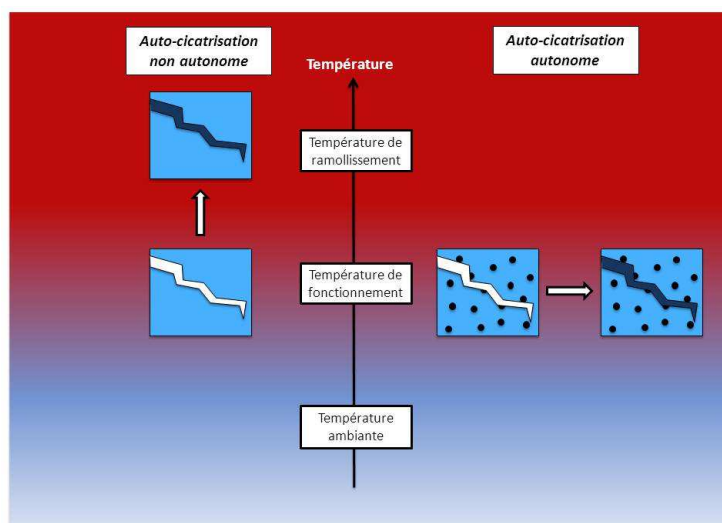 Auto-cicatrisation
non autonome
Température
Auto-cicatrisation
autonome
Température de
ramollissement
Température de
fonctionnement
Température
ambiante